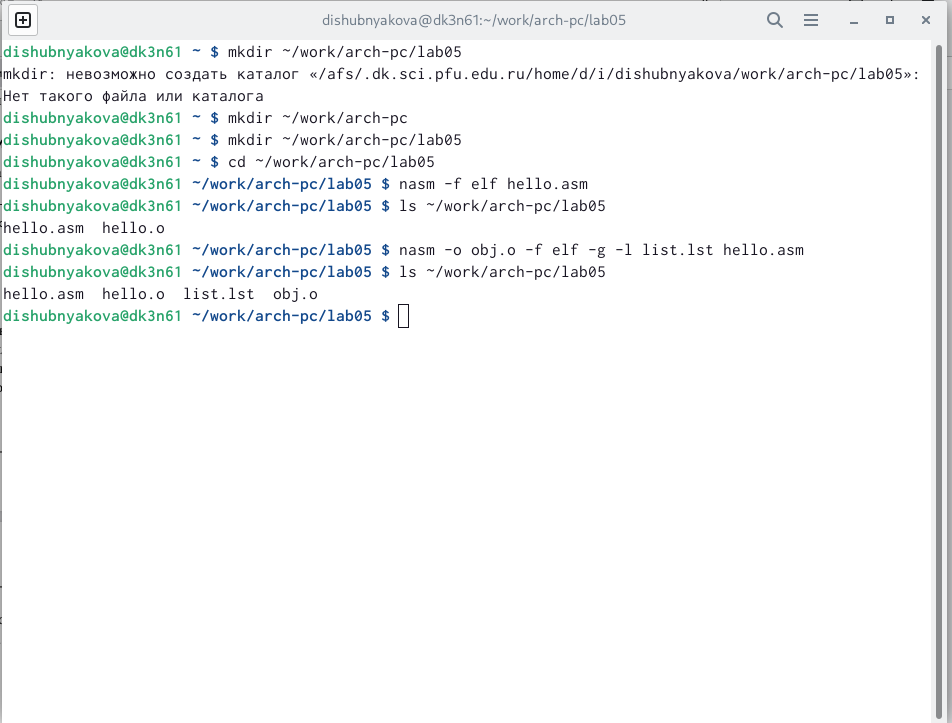 dishubnyakova@dk3n61:~/work/arch-pc/lab05
dishubnyakova@dk3n61 ~ $ mkdir ~/work/arch-pc/lab05
mkdir: невозможно создать каталог «/afs/.dk.sci.pfu.edu.ru/home/d/i/dishubnyakova/work/arch-pc/lab05»:
Нет такого файла или каталога
dishubnyakova@dk3n61 ~ $ mkdir ~/work/arch-pc
dishubnyakova@dk3n61 ~ $ mkdir ~/work/arch-pc/lab05
dishubnyakova@dk3n61 ~ $ cd ~/work/arch-pc/lab05
dishubnyakova@dk3n61 ~/work/arch-pc/lab05 $ nasm -f elf hello.asm
dishubnyakova@dk3n61 ~/work/arch-pc/lab05 $ ls ~/work/arch-pc/lab05
hello.asm  hello.o
dishubnyakova@dk3n61 ~/work/arch-pc/lab05 $ nasm -o obj.o -f elf -g -l list.lst hello.asm
dishubnyakova@dk3n61 ~/work/arch-pc/lab05 $ ls ~/work/arch-pc/lab05
hello.asm  hello.o  list.lst  obj.o
dishubnyakova@dk3n61 ~/work/arch-pc/lab05 $